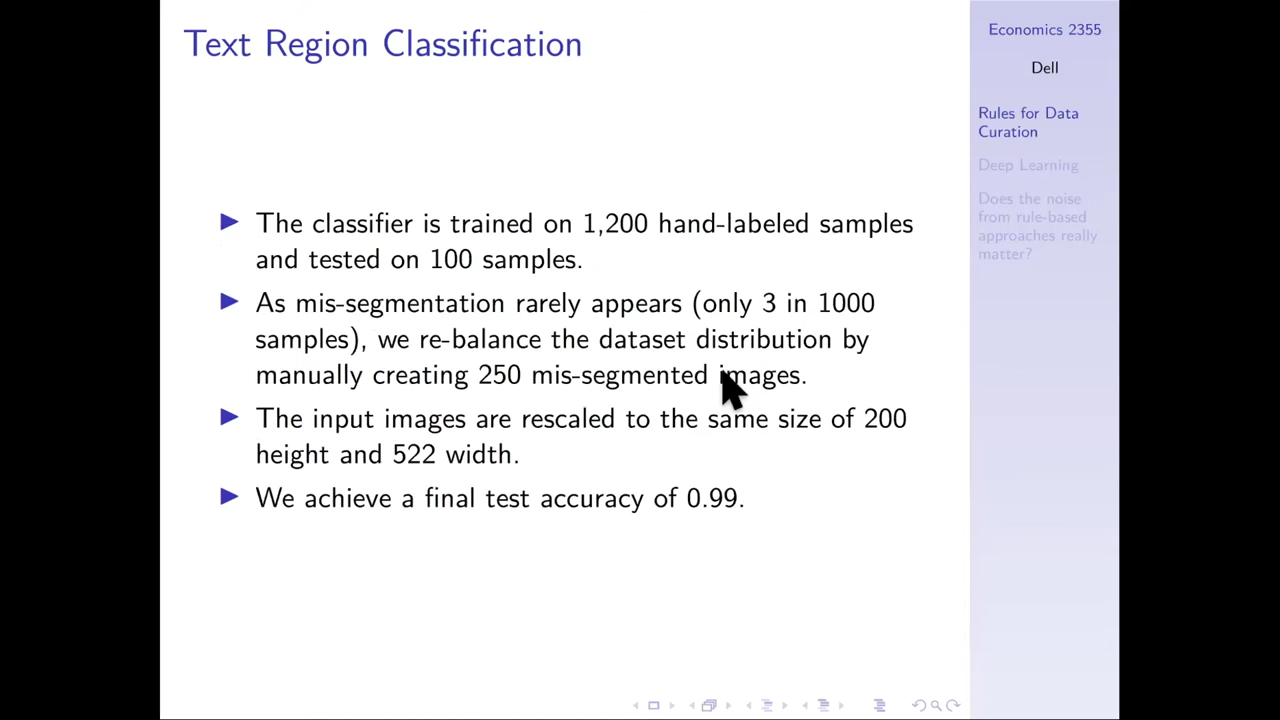 Text Region Classification
The classifier is trained on 1,200 hand-labeled samples
and tested on 100 samples.
As mis-segmentation rarely appears (only 3 in 1000
samples), we re-balance the dataset distribution by
manually creating 250 mis-segmented images.
The input images are rescaled to the same size of 200
height and 522 width.
We achieve a final test accuracy of 0.99.
Economics 2355
Dell
Rules for Data
Curation
Deep Learning
Does the noise
from rule-based
approaches really
matter?